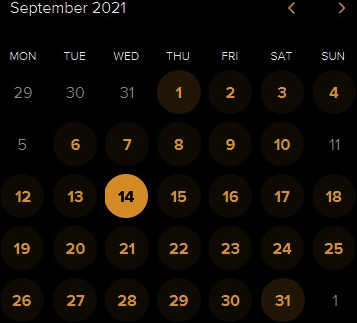 September 2021
MON TUE WED THU FRI SAT SUN
29 30 31 1 2 3 4
5 6 7 8 9 10 11
12 13 14 15 16 17 18
19 20 21 22 23 24 25
26 27 28 29 30 31 1